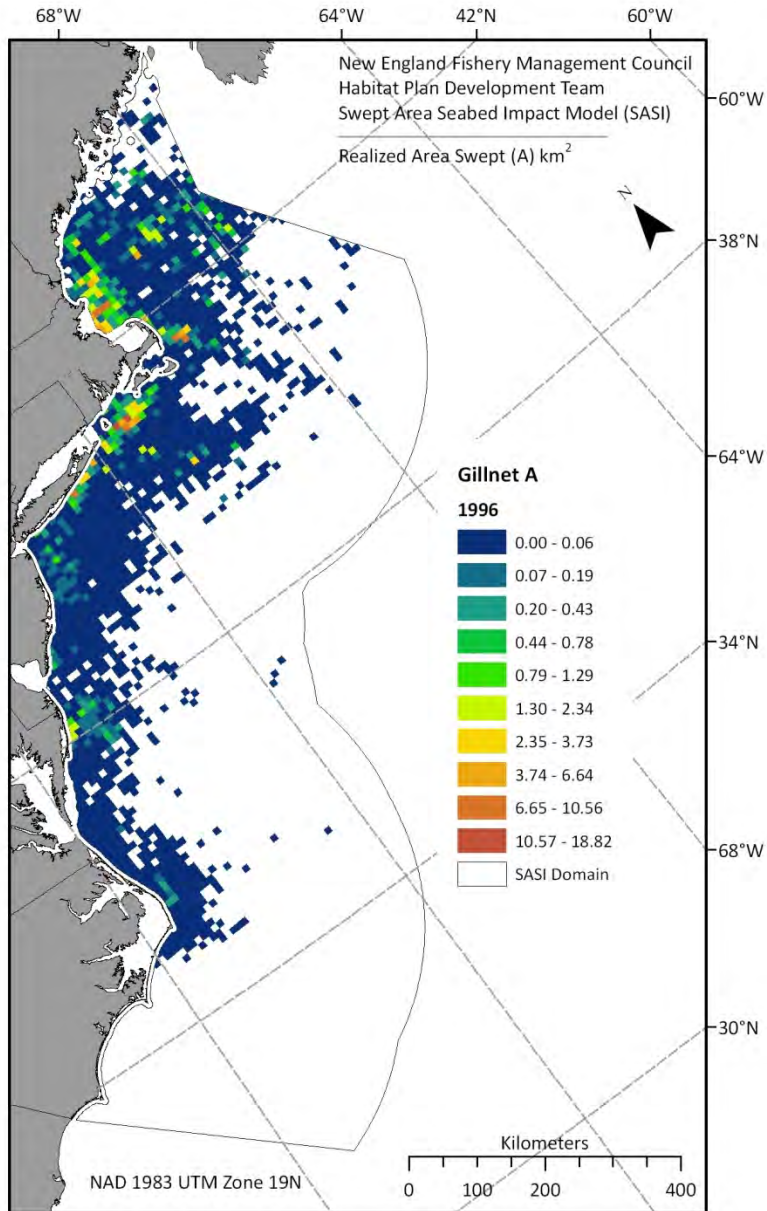 68°W 64°W 42°N 60°W
New England Fishery Management Council
Habitat Plan Development Team
Swept Area Seabed Impact Model (SASI)
Realized Area Swept (A) km²
60°W
N
38°N
64°W
Gillnet A
1996
0.00 - 0.06
0.07 - 0.19
0.20 - 0.43
0.44 - 0.78
0.79 - 1.29
1.30 - 2.34
2.35 - 3.73
3.74 - 6.64
6.65 - 10.56
10.57 - 18.82
SASI Domain
34°N
68°W
30°N
Kilometers
0 100 200 400
NAD 1983 UTM Zone 19N